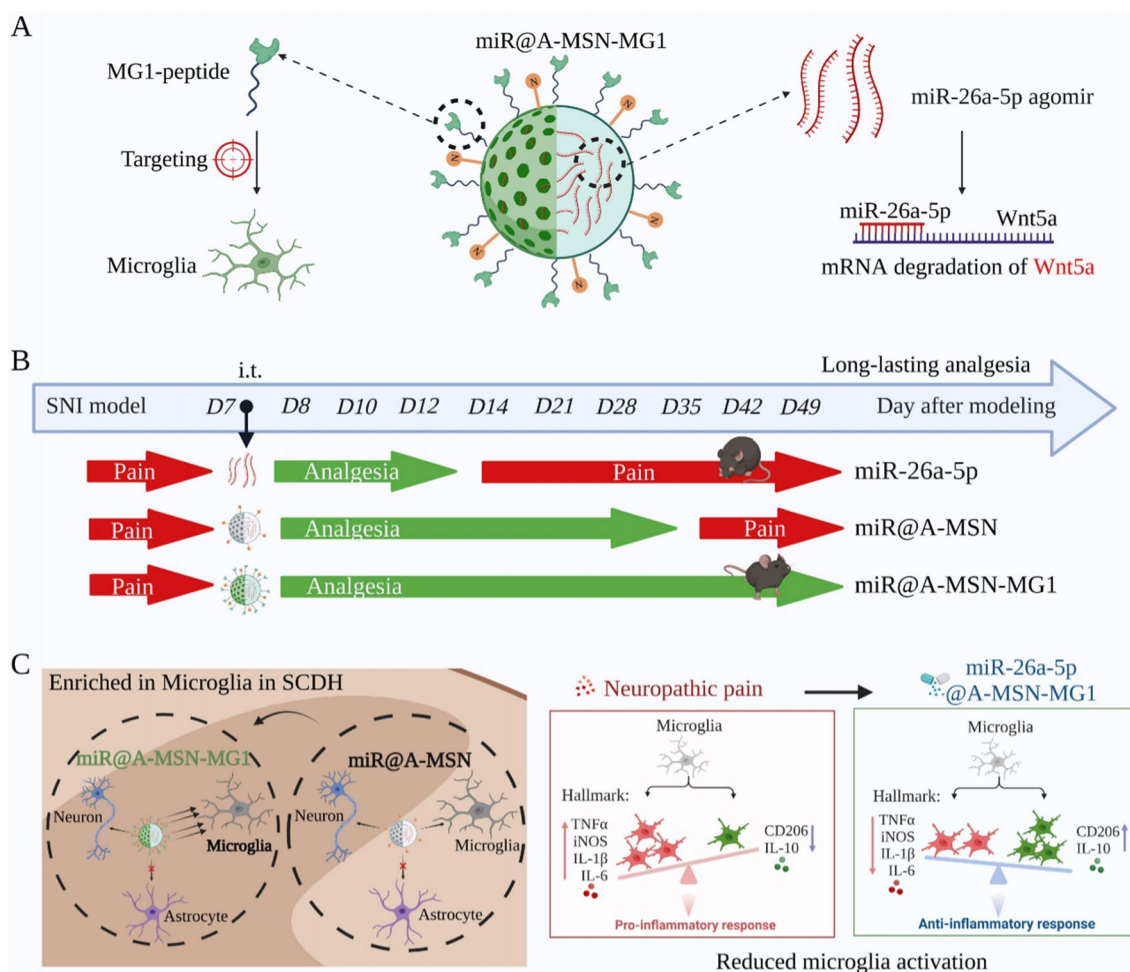 A
miR@A-MSN-MG1
MG1-peptide
Targeting
Microglia
N
N
N
N
N
N
N
miR-26a-5p agomir
miR-26a-5p
Wnt5a
mRNA degradation of Wnt5a
B
i.t.
Long-lasting analgesia
SNI model D7 D8 D10 D12 D14 D21 D28 D35 D42 D49 Day after modeling
Pain Analgesia Pain miR-26a-5p
Pain Analgesia Pain miR@A-MSN
Pain Analgesia miR@A-MSN-MG1
C
Enriched in Microglia in SCDH
miR@A-MSN-MG1
Neuron
Microglia
Astrocyte
miR@A-MSN
Neuron
Microglia
Astrocyte
Neuropathic pain
miR-26a-5p
@A-MSN-MG1
Microglia
Hallmark:
TNFα
iNOS
IL-1β
IL-6
CD206
IL-10
Pro-inflammatory response
Microglia
Hallmark:
TNFα
iNOS
IL-1β
IL-6
CD206
IL-10
Anti-inflammatory response
Reduced microglia activation